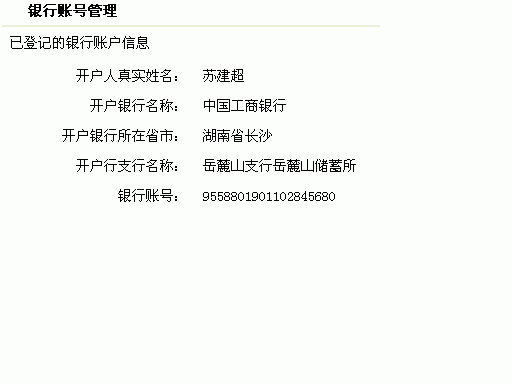 银行账号管理
已登记的银行账户信息
开户人真实姓名： 苏建超
开户银行名称： 中国工商银行
开户银行所在省市： 湖南省长沙
开户行支行名称： 岳麓山支行岳麓山储蓄所
银行账号： 9558801901102845680